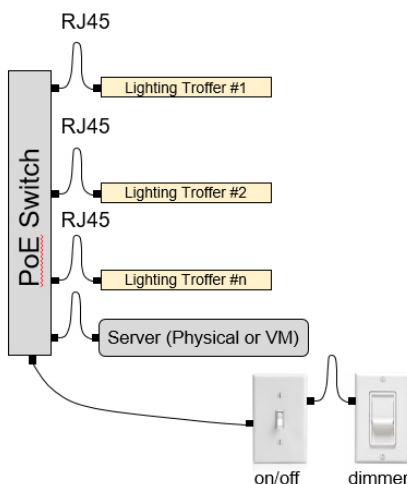 RJ45
Lighting Troffer #1
RJ45
Lighting Troffer #2
RJ45
Lighting Troffer #n
PoE Switch
Server (Physical or VM)
on/off
dimmer